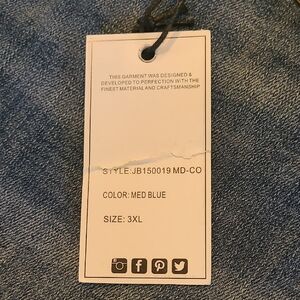 THIS GARMENT WAS DESIGNED &
DEVELOPED TO PERFECTION WITH THE
FINEST MATERIAL AND CRAFTSMANSHIP
STYLE:JB150019 MD-CO
COLOR: MED BLUE
SIZE: 3XL